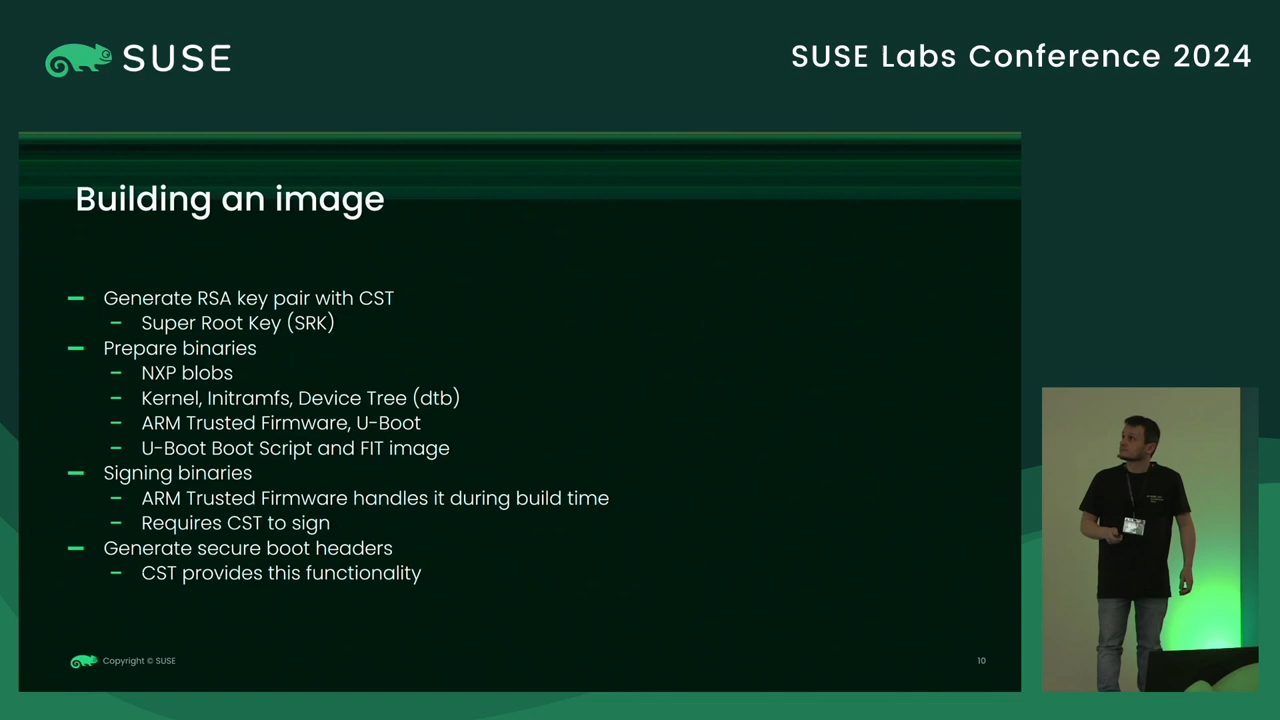 SUSE
SUSE Labs Conference 2024
Building an image
Generate RSA key pair with CST
Super Root Key (SRK)
Prepare binaries
NXP blobs
Kernel, Initramfs, Device Tree (dtb)
ARM Trusted Firmware, U-Boot
U-Boot Boot Script and FIT image
Signing binaries
ARM Trusted Firmware handles it during build time
Requires CST to sign
Generate secure boot headers
CST provides this functionality
Copyright © SUSE
10